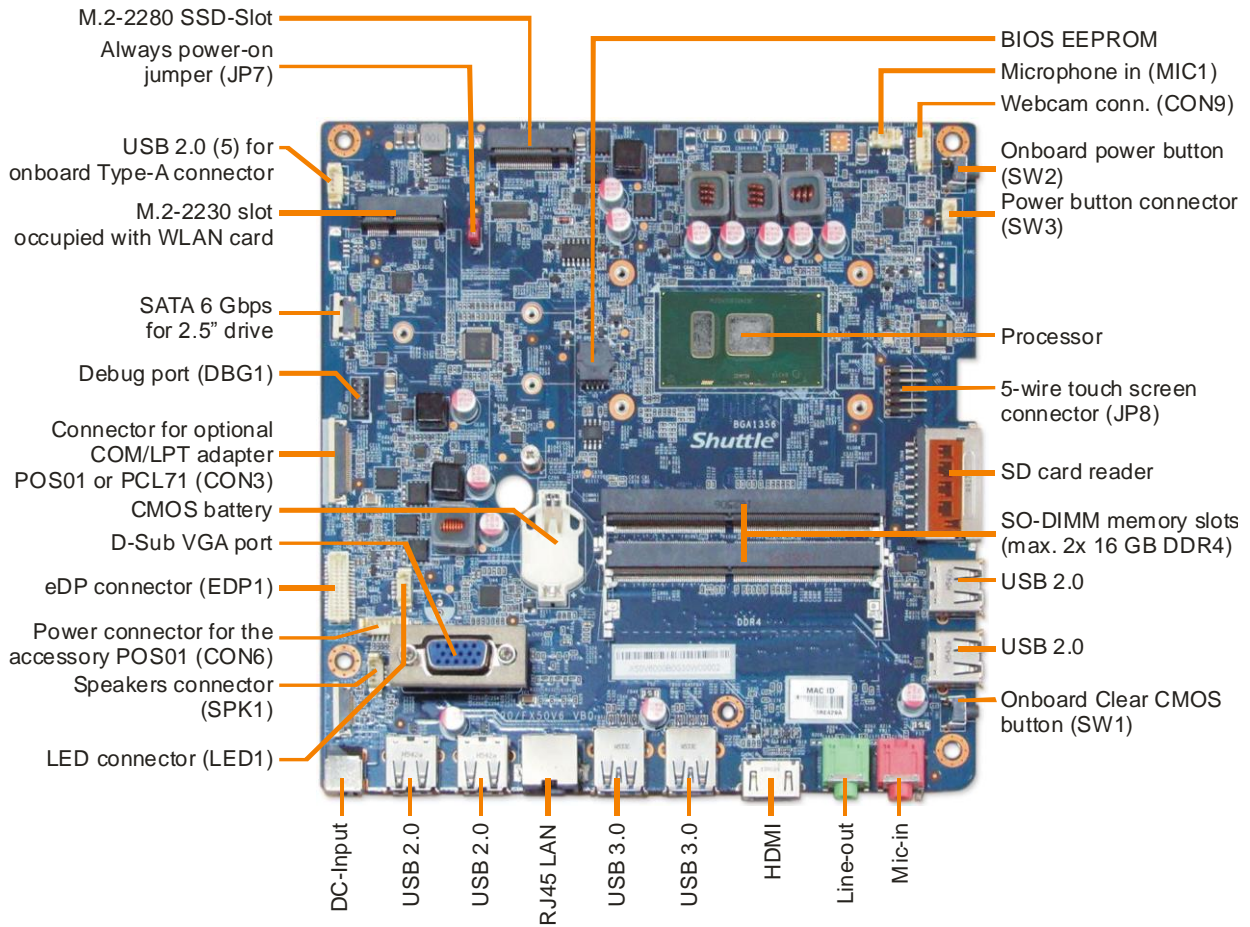 M.2-2280 SSD-Slot
Always power-on
jumper (JP7)
USB 2.0 (5) for
onboard Type-A connector
M.2-2230 slot
occupied with WLAN card
SATA 6 Gbps
for 2.5” drive
Debug port (DBG1)
Connector for optional
COM/LPT adapter
POS01 or PCL71 (CON3)
CMOS battery
D-Sub VGA port
eDP connector (EDP1)
Power connector for the
accessory POS01 (CON6)
Speakers connector
(SPK1)
LED connector (LED1)
BIOS EEPROM
Microphone in (MIC1)
Webcam conn. (CON9)
Onboard power button
(SW2)
Power button connector
(SW3)
Processor
5-wire touch screen
connector (JP8)
SD card reader
SO-DIMM memory slots
(max. 2x 16 GB DDR4)
USB 2.0
USB 2.0
Onboard Clear CMOS
button (SW1)
BGA1356
Shuttle
DDR4
MAC ID
DC-Input
USB 2.0
USB 2.0
RJ45 LAN
USB 3.0
USB 3.0
HDMI
Line-out
Mic-in